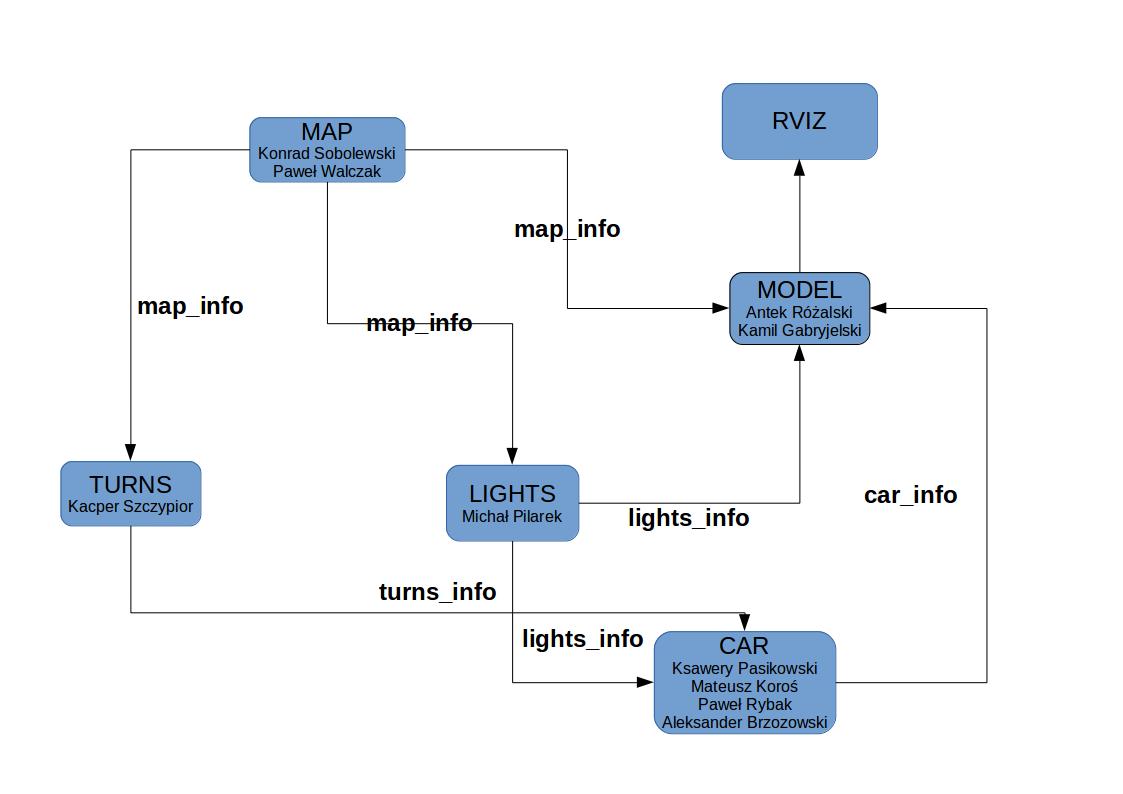 RVIZ
MAP
Konrad Sobolewski
Paweł Walczak
map_info
MODEL
Antek Różalski
Kamil Gabryjelski
map_info
map_info
TURNS
Kacper Szczypior
LIGHTS
Michał Pilarek
car_info
lights_info
turns_info
lights_info
CAR
Ksawery Pasikowski
Mateusz Koroś
Paweł Rybak
Aleksander Brzozowski